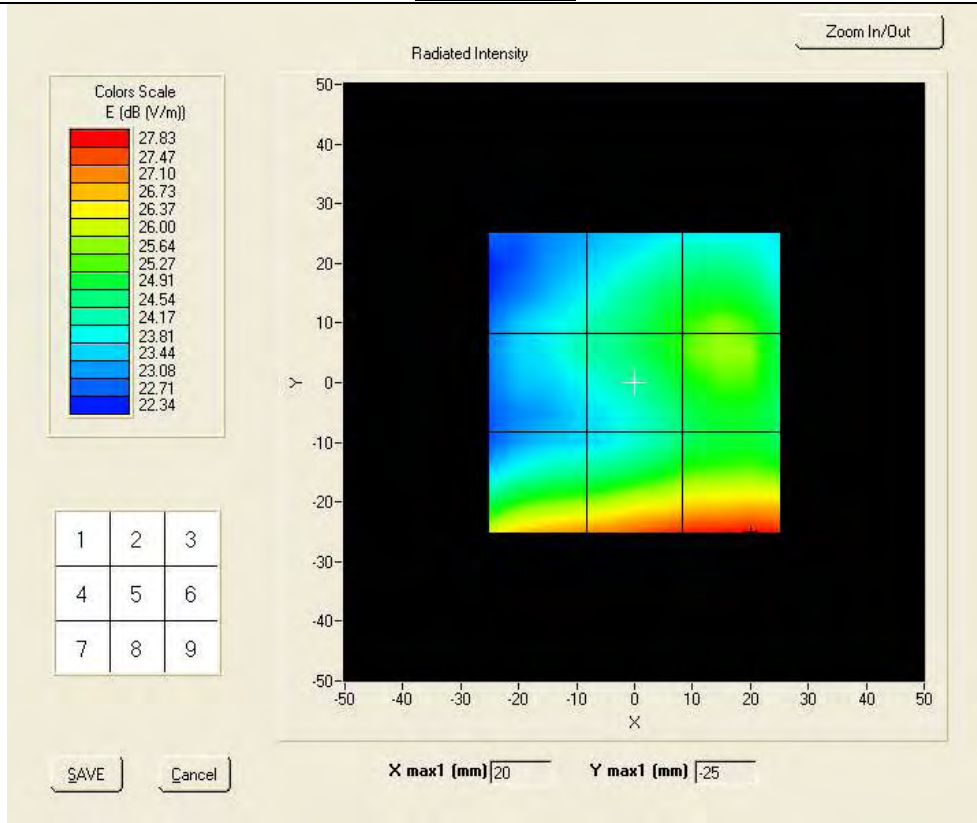 Zoom In/Out
Radiated Intensity
Colors Scale
E (dB (V/m))
27.83
27.47
27.10
26.73
26.37
26.00
25.64
25.27
24.91
24.54
24.17
23.81
23.44
23.08
22.71
22.34
50
40
30
20
10
0
-10
-20
-30
-40
-50
Y
-50 -40 -30 -20 -10 0 10 20 30 40 50
X
1 2 3
4 5 6
7 8 9
SAVE Cancel
X max1 (mm) 20 Y max1 (mm) -25